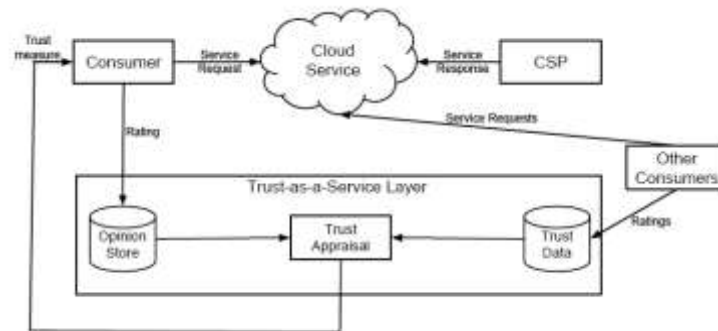 Trust
measure
Consumer
Service
Request
Cloud
Service
Service
Response
CSP
Service Requests
Rating
Other
Consumers
Trust-as-a-Service Layer
Ratings
Opinion
Store
Trust
Appraisal
Trust
Data